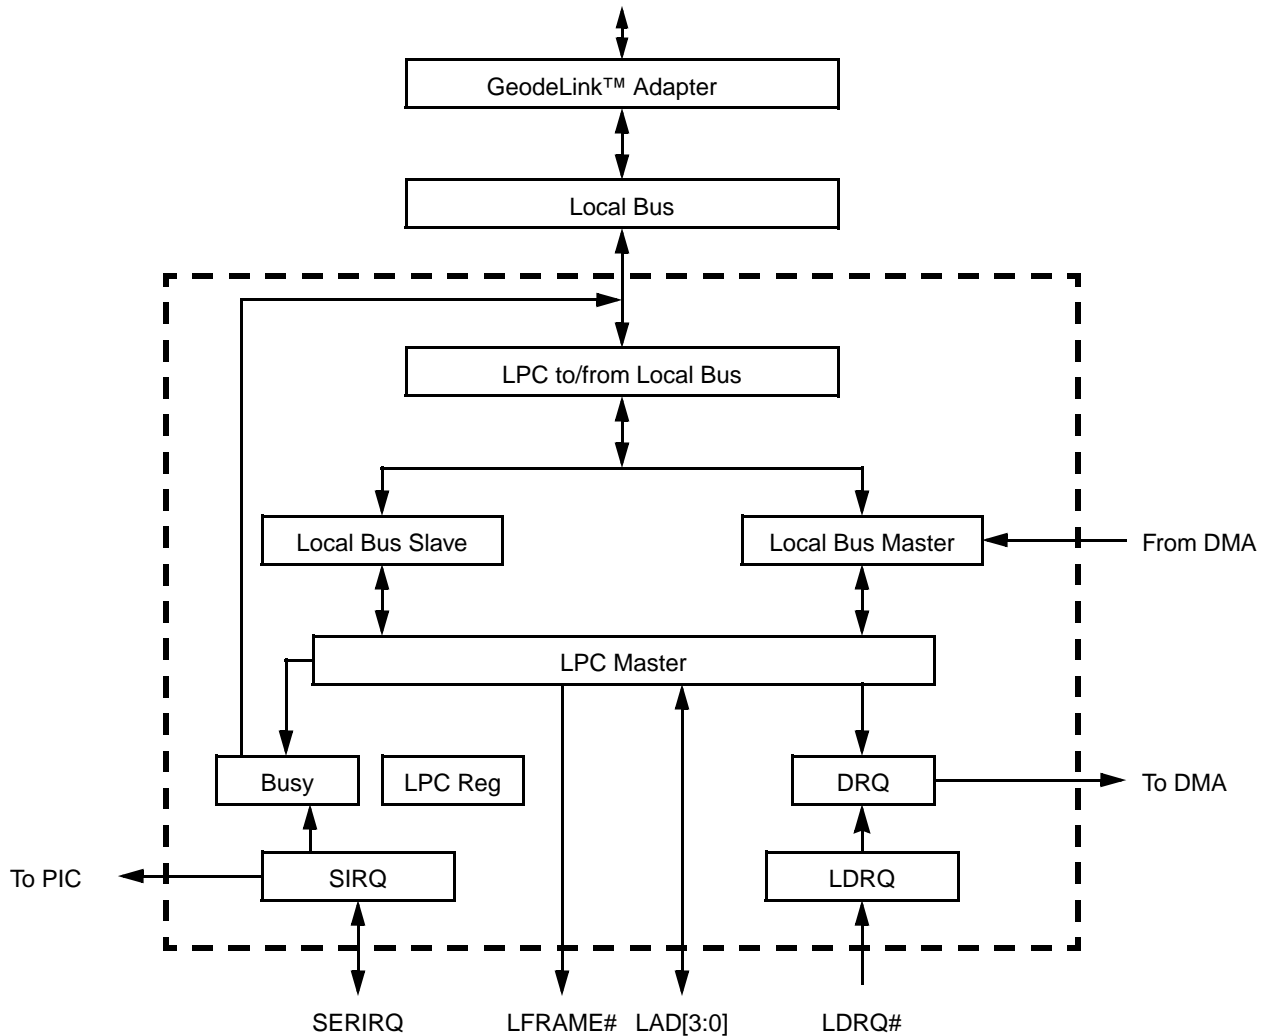 GeodeLink™ Adapter
Local Bus
LPC to/from Local Bus
Local Bus Slave
Local Bus Master
From DMA
LPC Master
Busy
LPC Reg
DRQ
To DMA
To PIC
SIRQ
LDRQ
SERIRQ
LFRAME#
LAD[3:0]
LDRQ#